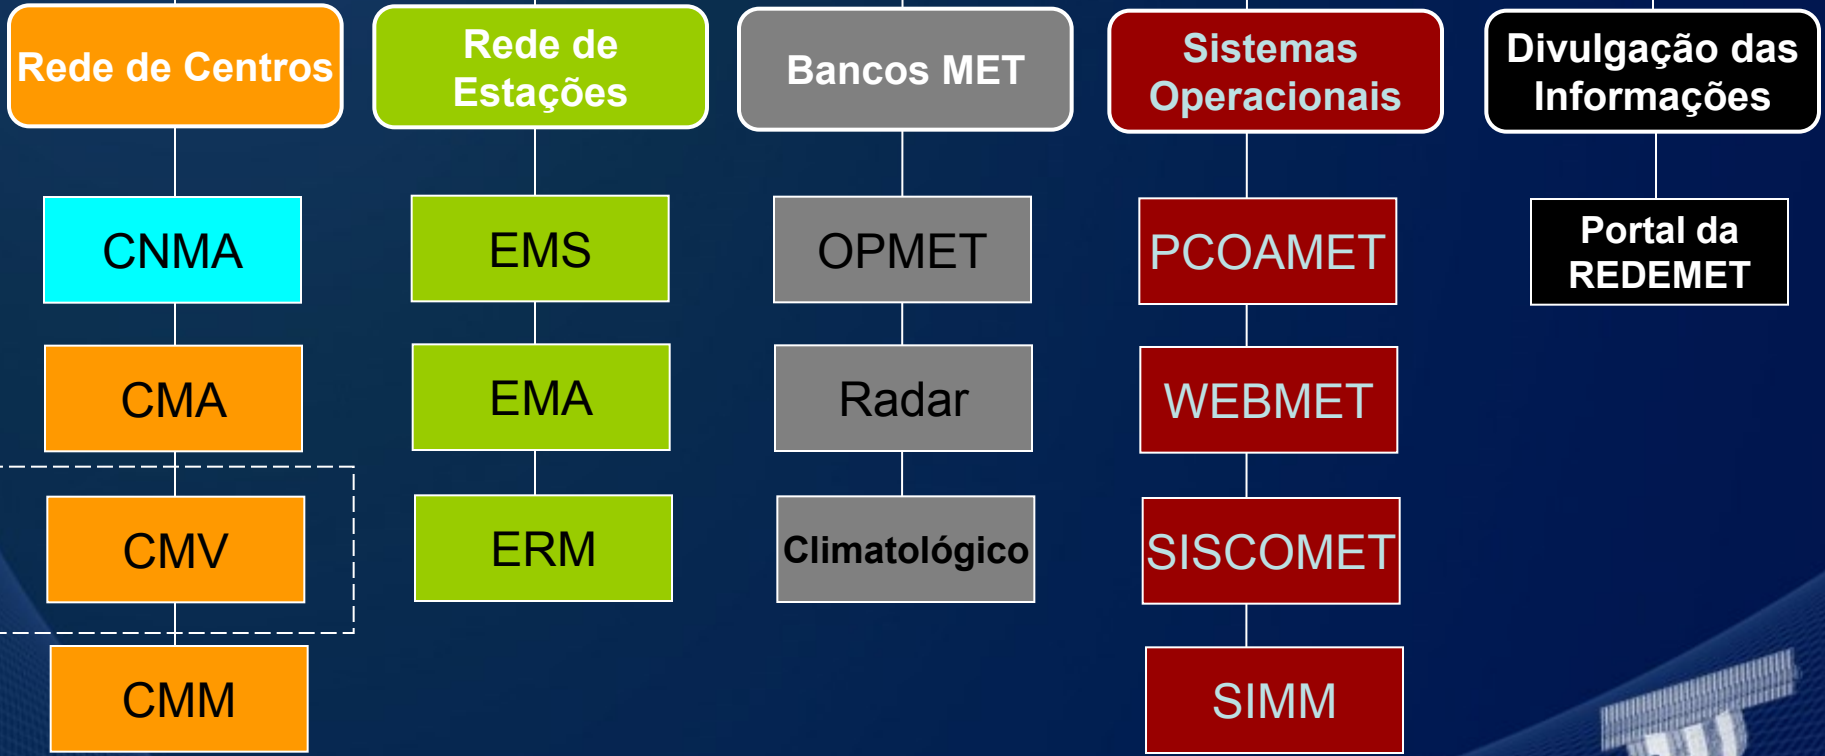 Rede de Centros
Rede de
Estações
Bancos MET
Sistemas
Operacionais
Divulgação das
Informações
CNMA
CMA
CMV
CMM
EMS
EMA
ERM
OPMET
Radar
Climatológico
PCOAMET
WEBMET
SISCOMET
SIMM
Portal da
REDEMET